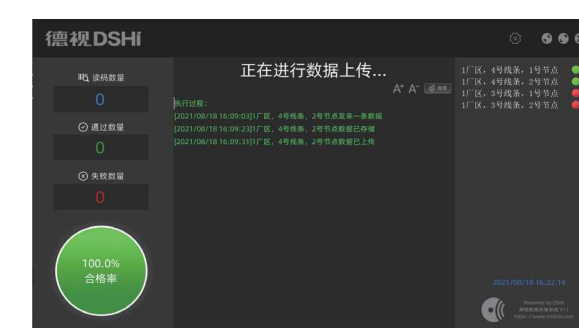 德视DSHi
读码数量
0
通过数量
0
失败数量
0
100.0%
合格率
正在进行数据上传...
A⁺ A⁻
执行过程:
[2021/08/18 16:09:03]1厂区, 4号线条, 2号节点发来一条数据
[2021/08/18 16:09:23]1厂区, 4号线条, 2号节点数据已存储
[2021/08/18 16:09:31]1厂区, 4号线条, 2号节点数据已上传
1厂区, 4号线条, 1号节点
1厂区, 4号线条, 2号节点
1厂区, 3号线条, 1号节点
1厂区, 3号线条, 2号节点
2021/08/18 16:22:14
Powered by DSHi